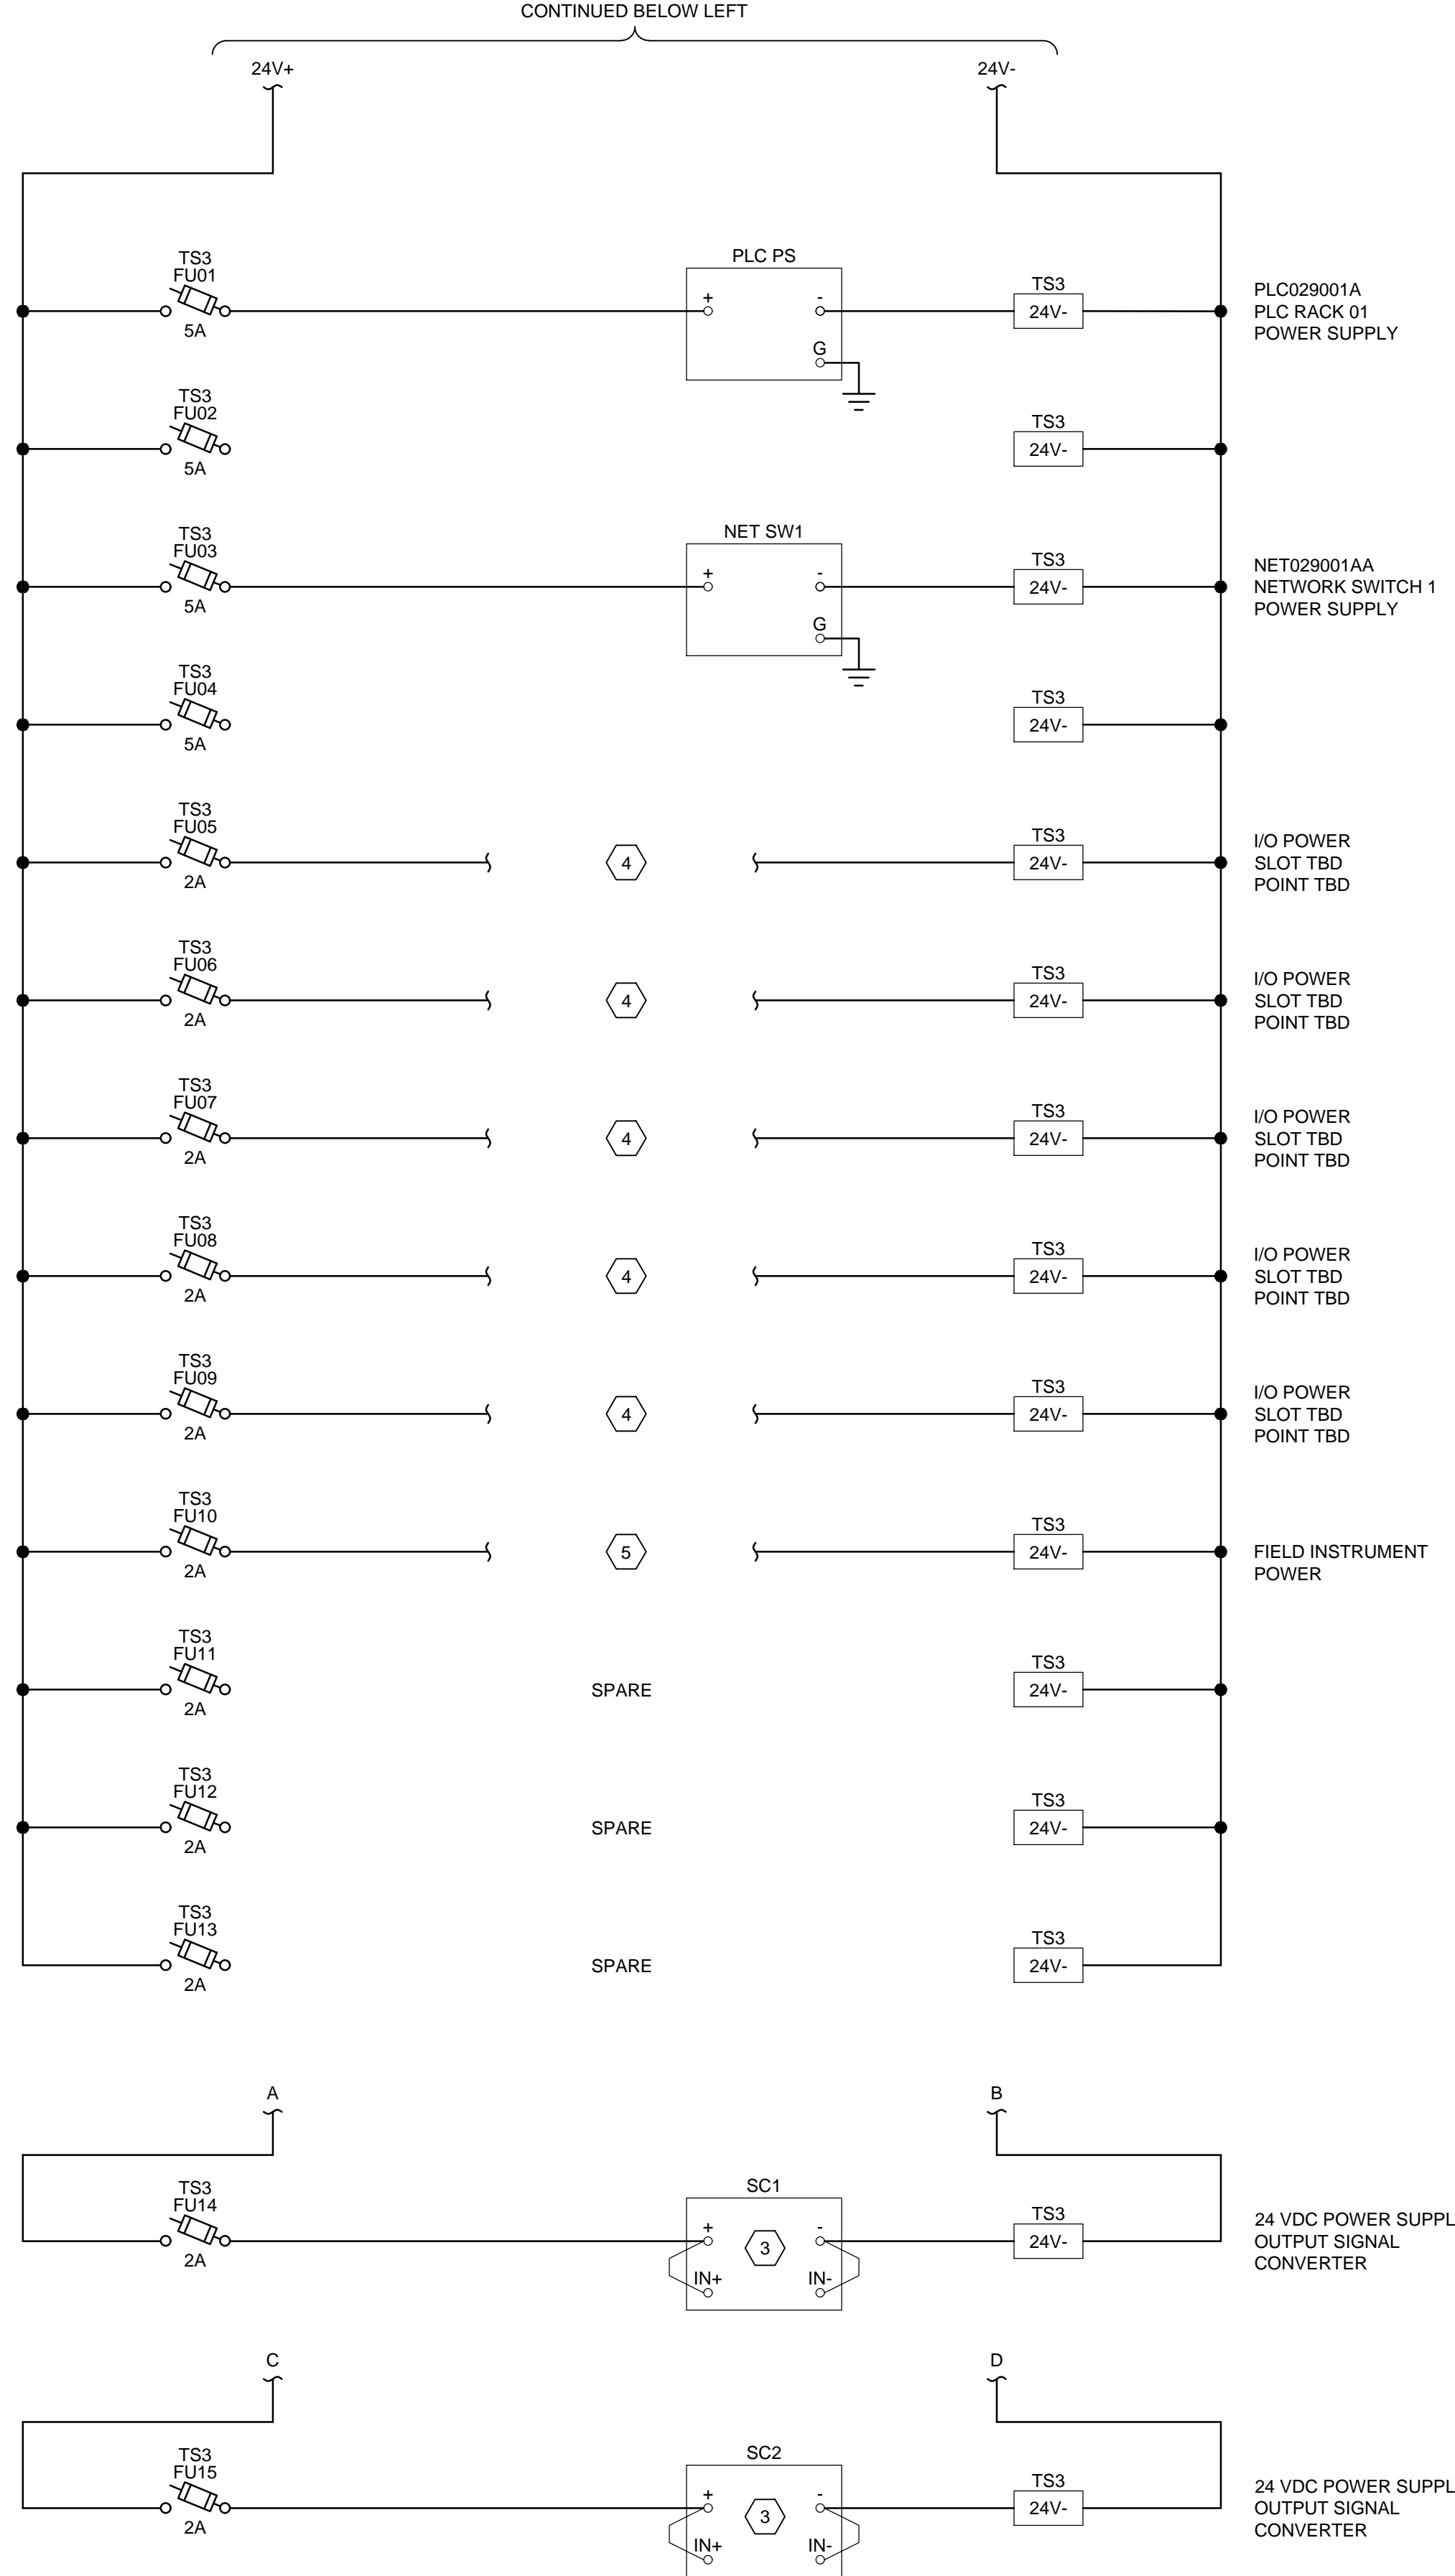 CONTINUED BELOW LEFT
24V+ 24V-
TS3
FU01
5A
PLC PS
+ -
G
TS3
24V-
PLC029001A
PLC RACK 01
POWER SUPPLY
TS3
FU02
5A
TS3
24V-
TS3
FU03
5A
NET SW1
+ -
G
TS3
24V-
NET029001AA
NETWORK SWITCH 1
POWER SUPPLY
TS3
FU04
5A
TS3
24V-
TS3
FU05
2A
4
TS3
24V-
I/O POWER
SLOT TBD
POINT TBD
TS3
FU06
2A
4
TS3
24V-
I/O POWER
SLOT TBD
POINT TBD
TS3
FU07
2A
4
TS3
24V-
I/O POWER
SLOT TBD
POINT TBD
TS3
FU08
2A
4
TS3
24V-
I/O POWER
SLOT TBD
POINT TBD
TS3
FU09
2A
4
TS3
24V-
I/O POWER
SLOT TBD
POINT TBD
TS3
FU10
2A
5
TS3
24V-
FIELD INSTRUMENT
POWER
TS3
FU11
2A
SPARE
TS3
24V-
TS3
FU12
2A
SPARE
TS3
24V-
TS3
FU13
2A
SPARE
TS3
24V-
A B
TS3
FU14
2A
SC1
+ -
3
IN+ IN-
TS3
24V-
24 VDC POWER SUPPL
OUTPUT SIGNAL
CONVERTER
C D
TS3
FU15
2A
SC2
+ -
3
IN+ IN-
TS3
24V-
24 VDC POWER SUPPL
OUTPUT SIGNAL
CONVERTER